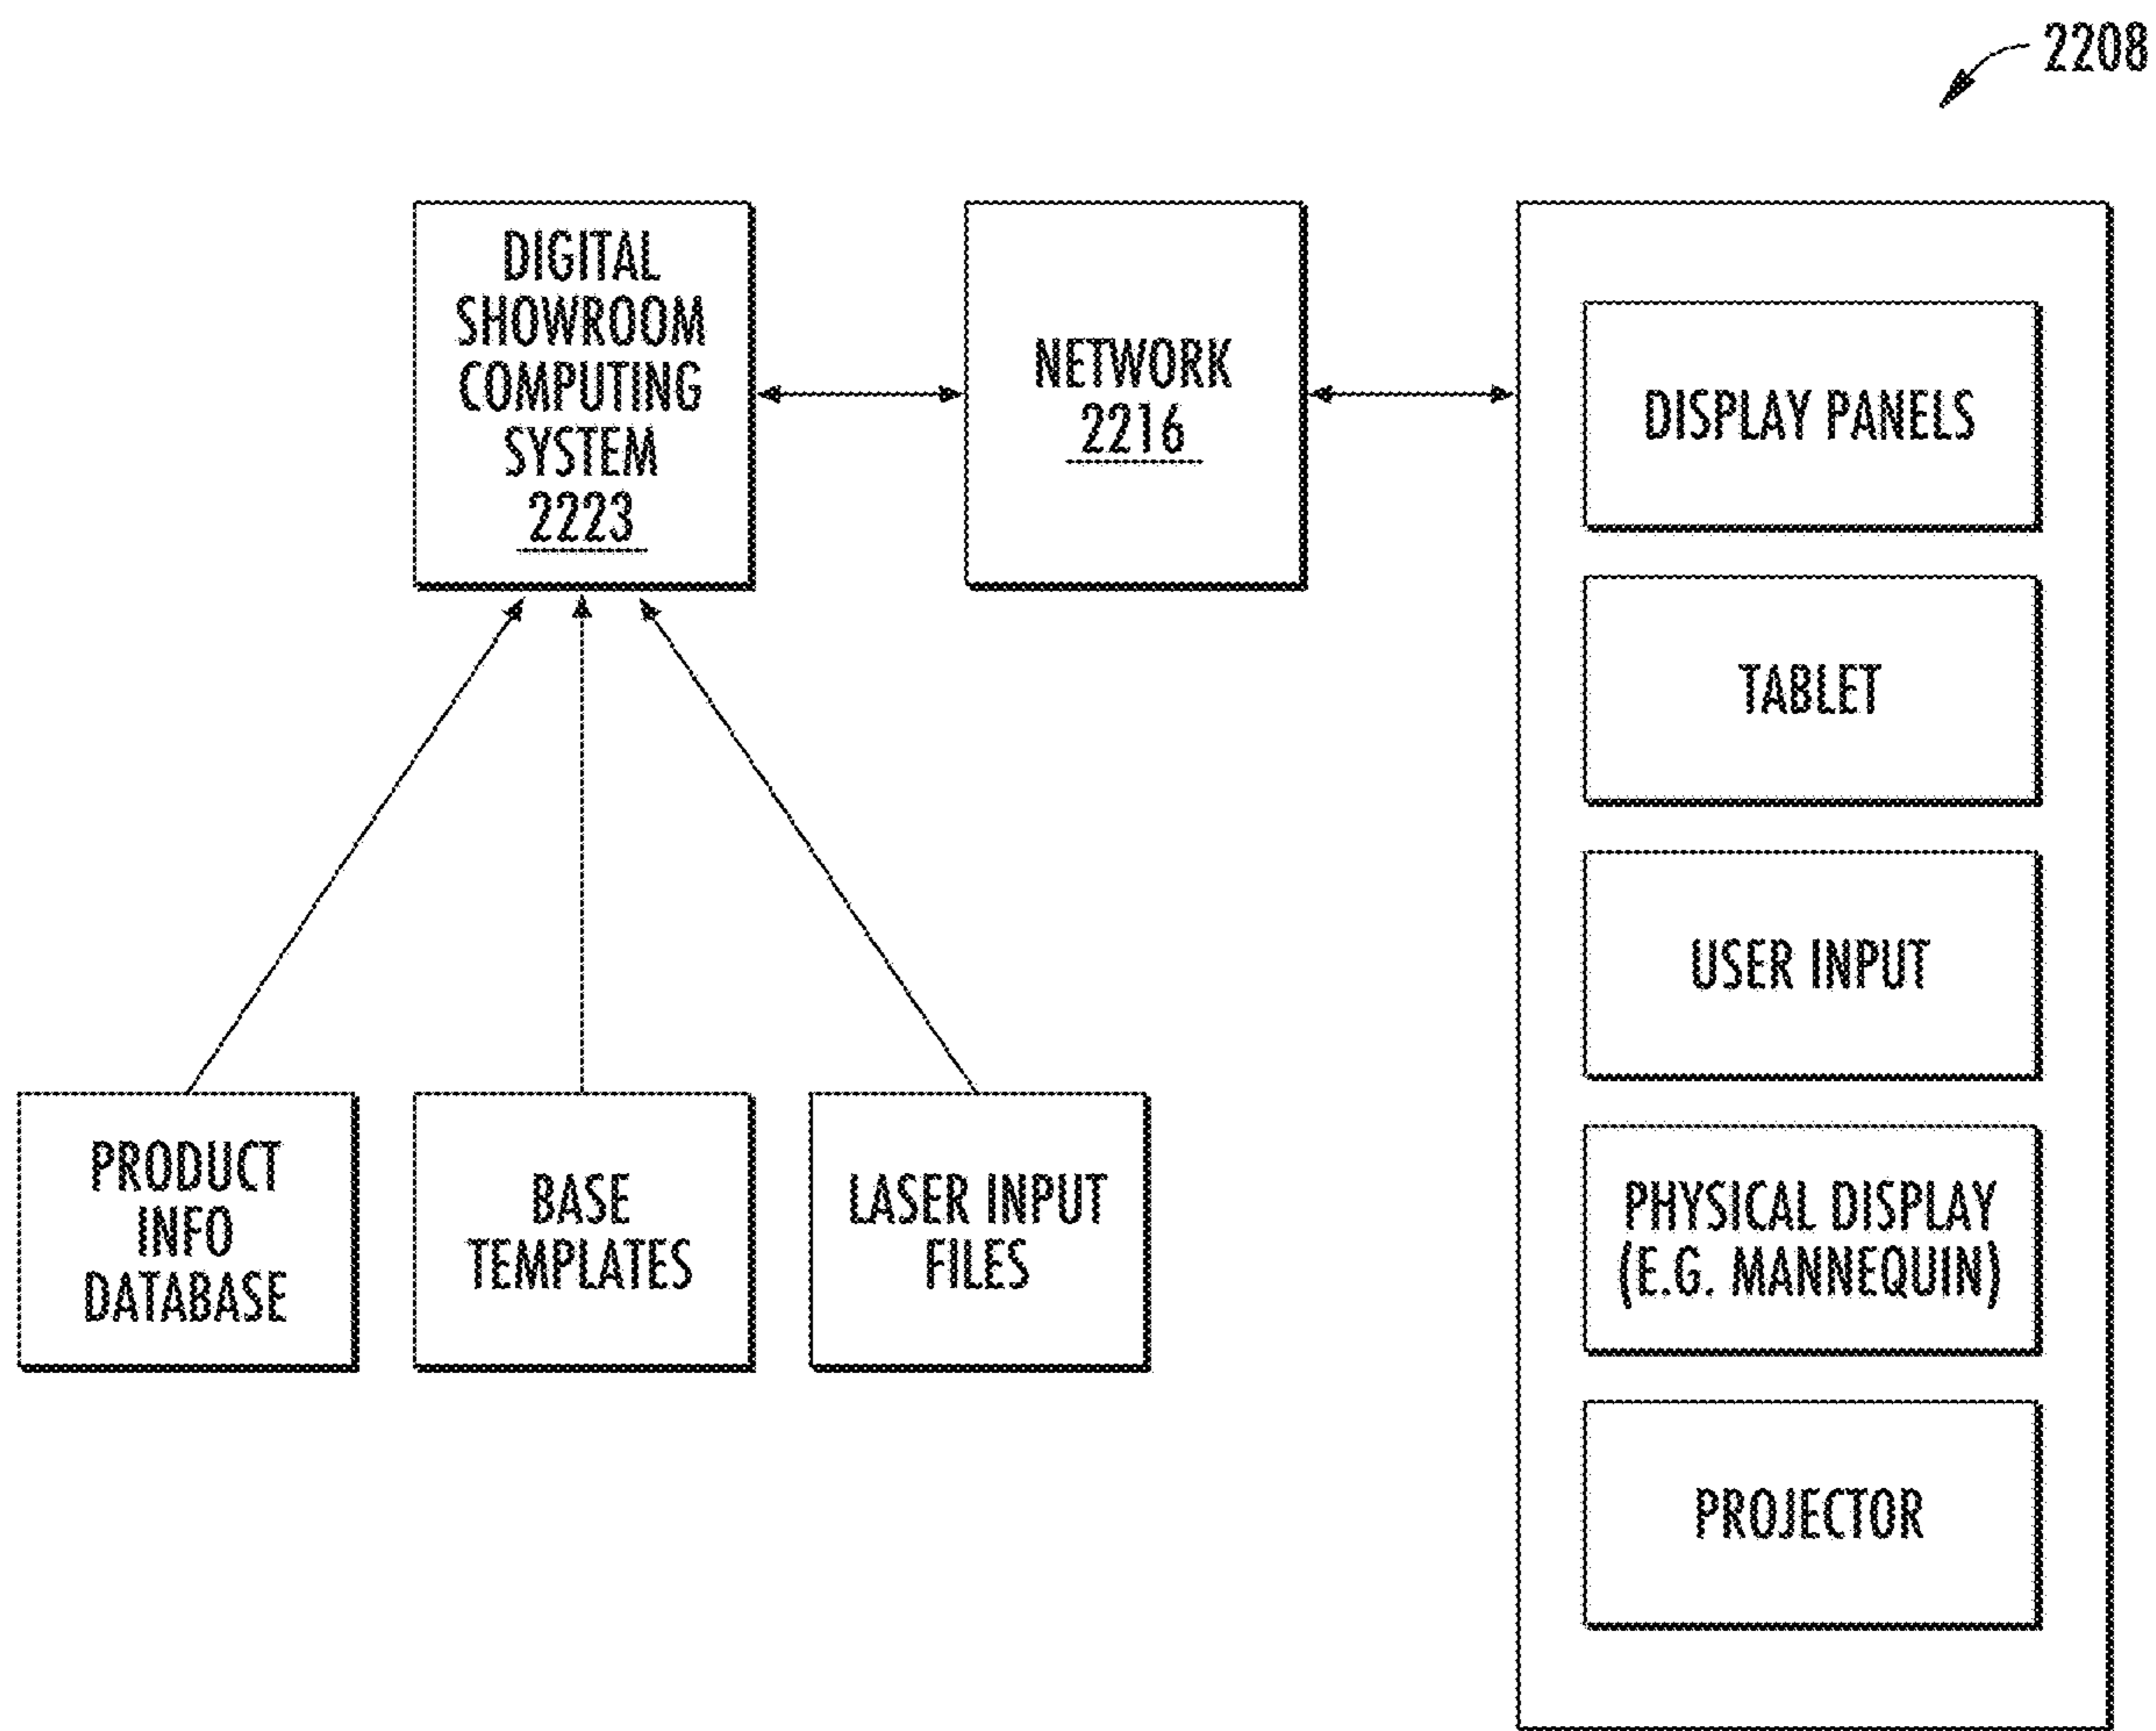 2208
DIGITAL
SHOWROOM
COMPUTING
SYSTEM
2223
NETWORK
2216
DISPLAY PANELS
TABLET
USER INPUT
PHYSICAL DISPLAY
(E.G. MANNEQUIN)
PROJECTOR
PRODUCT
INFO
DATABASE
BASE
TEMPLATES
LASER INPUT
FILES